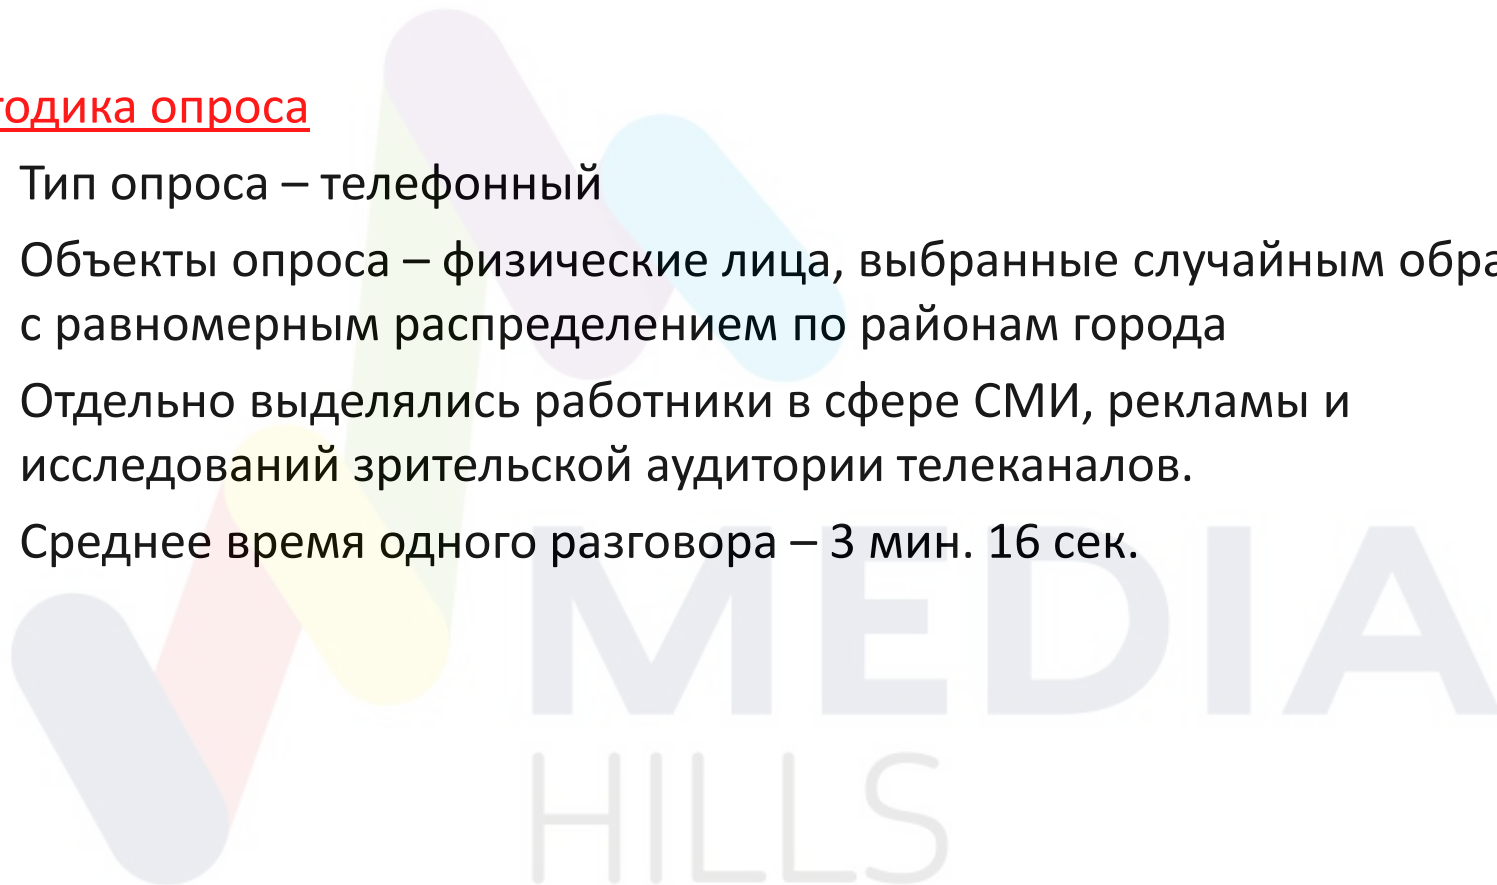 тодика опроса
Тип опроса – телефонный
Объекты опроса – физические лица, выбранные случайным обра
с равномерным распределением по районам города
Отдельно выделялись работники в сфере СМИ, рекламы и
исследований зрительской аудитории телеканалов.
Среднее время одного разговора – 3 мин. 16 сек.
MEDIA
HILLS